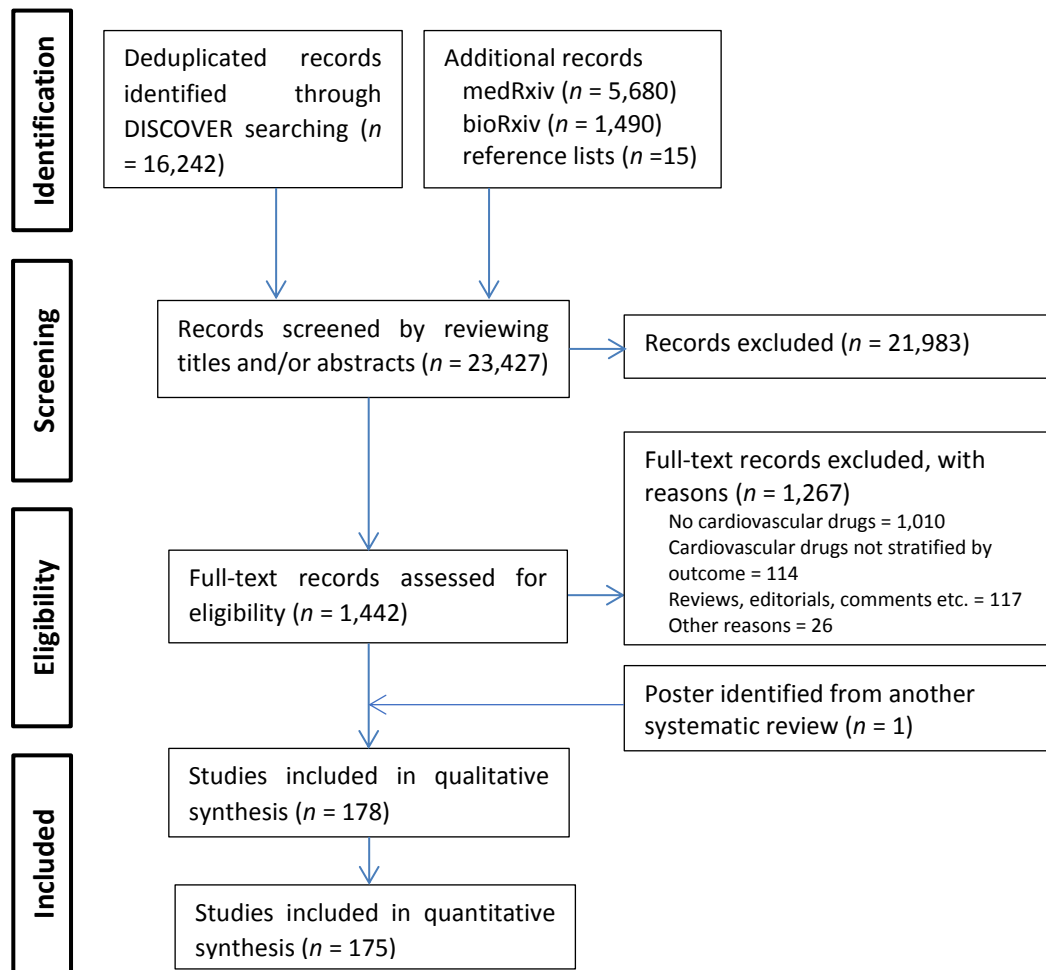 Identification
Deduplicated records
identified through
DISCOVER searching (n
= 16,242)
Additional records
medRxiv (n = 5,680)
bioRxiv (n = 1,490)
reference lists (n =15)
Screening
Records screened by reviewing
titles and/or abstracts (n = 23,427)
Records excluded (n = 21,983)
Eligibility
Full-text records assessed for
eligibility (n = 1,442)
Full-text records excluded, with
reasons (n = 1,267)
No cardiovascular drugs = 1,010
Cardiovascular drugs not stratified by
outcome = 114
Reviews, editorials, comments etc. = 117
Other reasons = 26
Poster identified from another
systematic review (n = 1)
Included
Studies included in qualitative
synthesis (n = 178)
Studies included in quantitative
synthesis (n = 175)